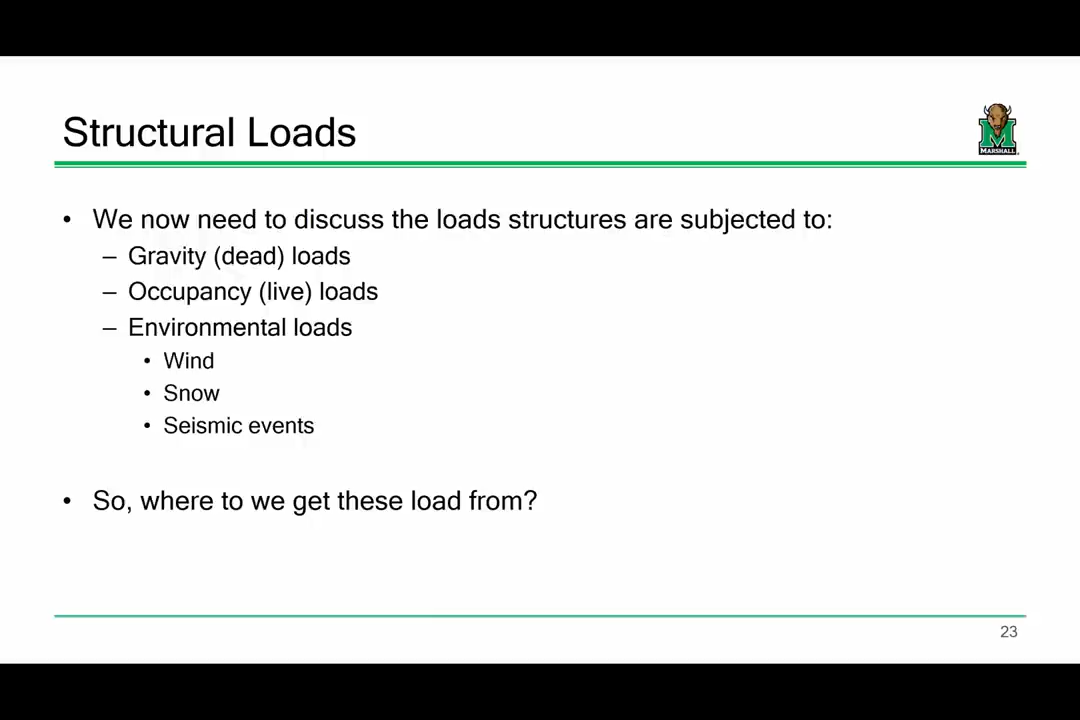 Structural Loads
MARSHALL
• We now need to discuss the loads structures are subjected to:
– Gravity (dead) loads
– Occupancy (live) loads
– Environmental loads
• Wind
• Snow
• Seismic events
• So, where to we get these load from?
23